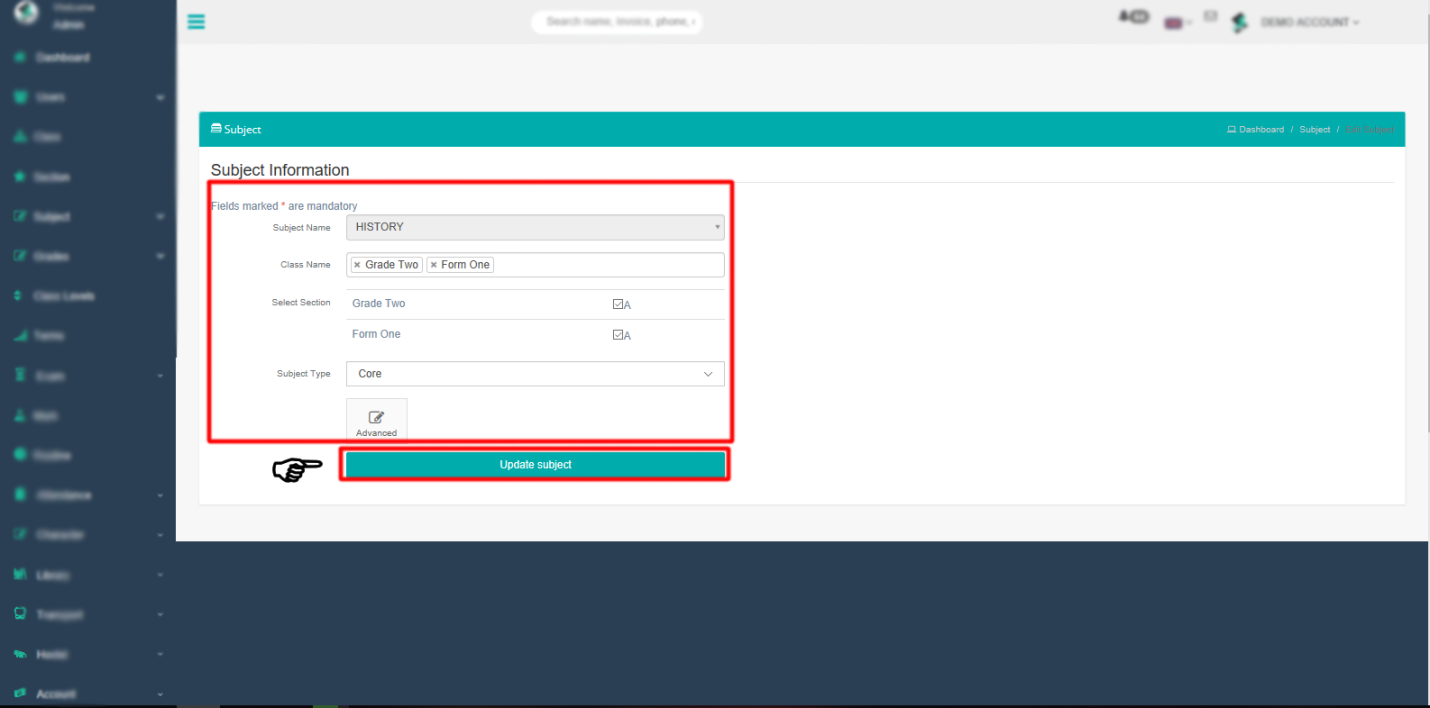 Welcome
Admin
Search name, Invoice, phone,
DEMO ACCOUNT
Dashboard
Users
Class
Section
Subject
Grades
Class Levels
Terms
Exam
Mark
Routine
Attendance
Character
Library
Transport
Hostel
Account
Subject
Dashboard / Subject /
Subject Information
Fields marked * are mandatory
Subject Name HISTORY
Class Name × Grade Two × Form One
Select Section Grade Two A
Form One A
Subject Type Core
Advanced
Update subject